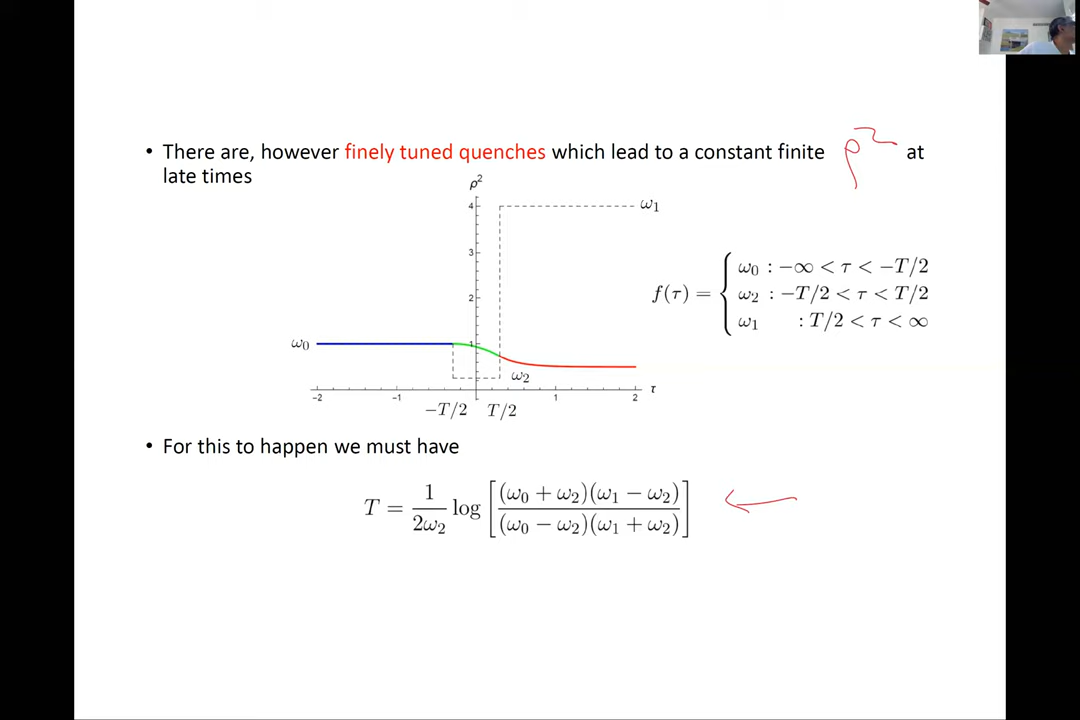 • There are, however finely tuned quenches which lead to a constant finite ρ² at
late times
ρ²
4
ω₁
3
f(τ) = { ω₀ : −∞ < τ < −T/2
ω₂ : −T/2 < τ < T/2
ω₁ : T/2 < τ < ∞
2
ω₀
1
ω₂
τ
−2 −1 1 2
−T/2 T/2
• For this to happen we must have
T = 1/(2ω₂) log [ (ω₀ + ω₂)(ω₁ − ω₂) / (ω₀ − ω₂)(ω₁ + ω₂) ]